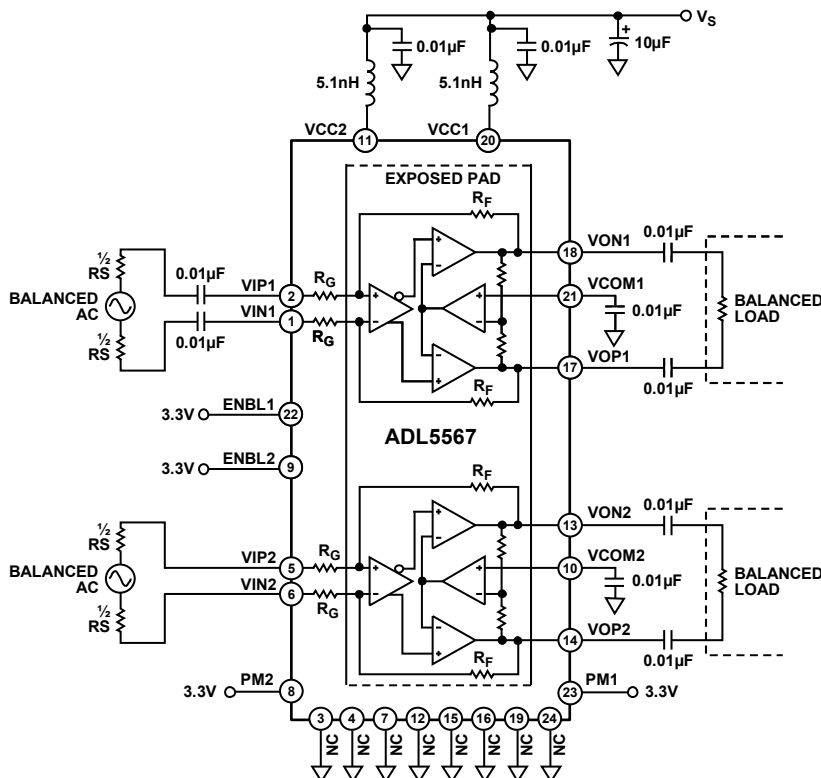 VS
0.01µF
0.01µF
10µF
+
5.1nH
5.1nH
VCC2
VCC1
11
20
EXPOSED PAD
RF
½
RS
0.01µF
VIP1
2
RG
+
−
+
−
18
VON1
0.01µF
BALANCED
AC
VIN1
1
RG
−
+
21
VCOM1
0.01µF
BALANCED
LOAD
½
RS
0.01µF
−
+
17
VOP1
0.01µF
RF
ENBL1
3.3V
22
ADL5567
ENBL2
3.3V
9
RF
½
RS
VIP2
5
RG
+
−
+
−
13
VON2
0.01µF
BALANCED
AC
VIN2
6
RG
−
+
10
VCOM2
0.01µF
BALANCED
LOAD
½
RS
−
+
14
VOP2
0.01µF
RF
PM2
3.3V
8
23
PM1
3.3V
3
4
7
12
15
16
19
24
NC
NC
NC
NC
NC
NC
NC
NC